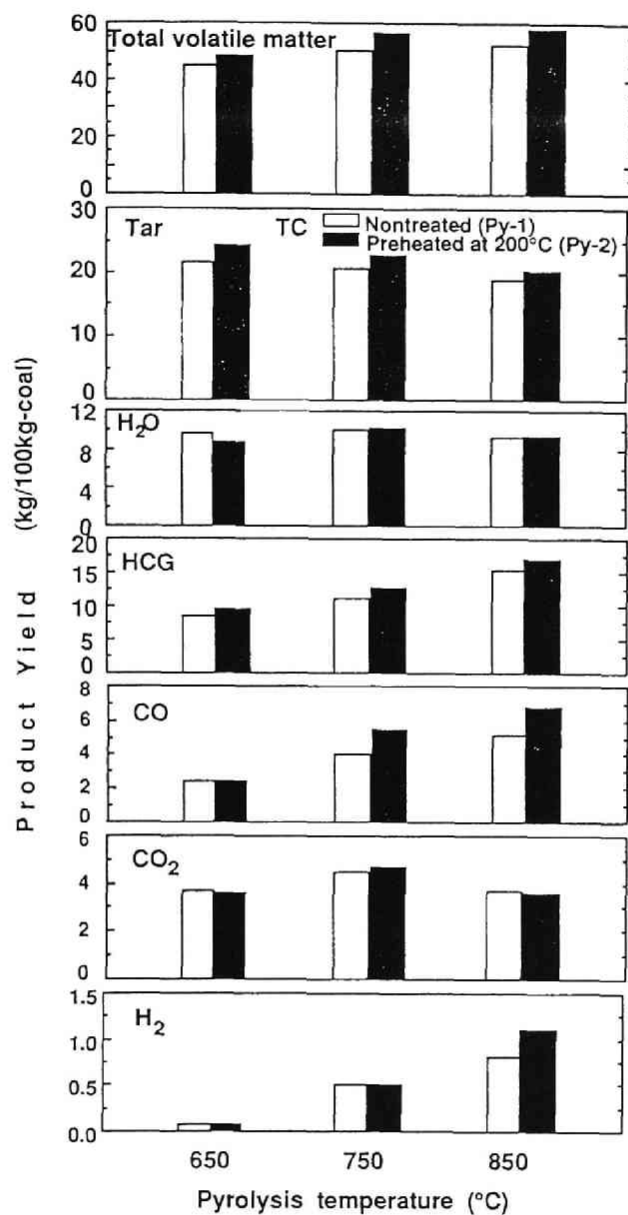 Total volatile matter
60
40
20
0
Tar
TC
Nontreated (Py-1)
Preheated at 200°C (Py-2)
30
20
10
0
H2O
12
8
4
0
HCG
20
15
10
5
0
CO
8
6
4
2
0
CO2
6
4
2
0
H2
1.5
1.0
0.5
0.0
650 750 850
Pyrolysis temperature (°C)
Product Yield (kg/100kg-coal)